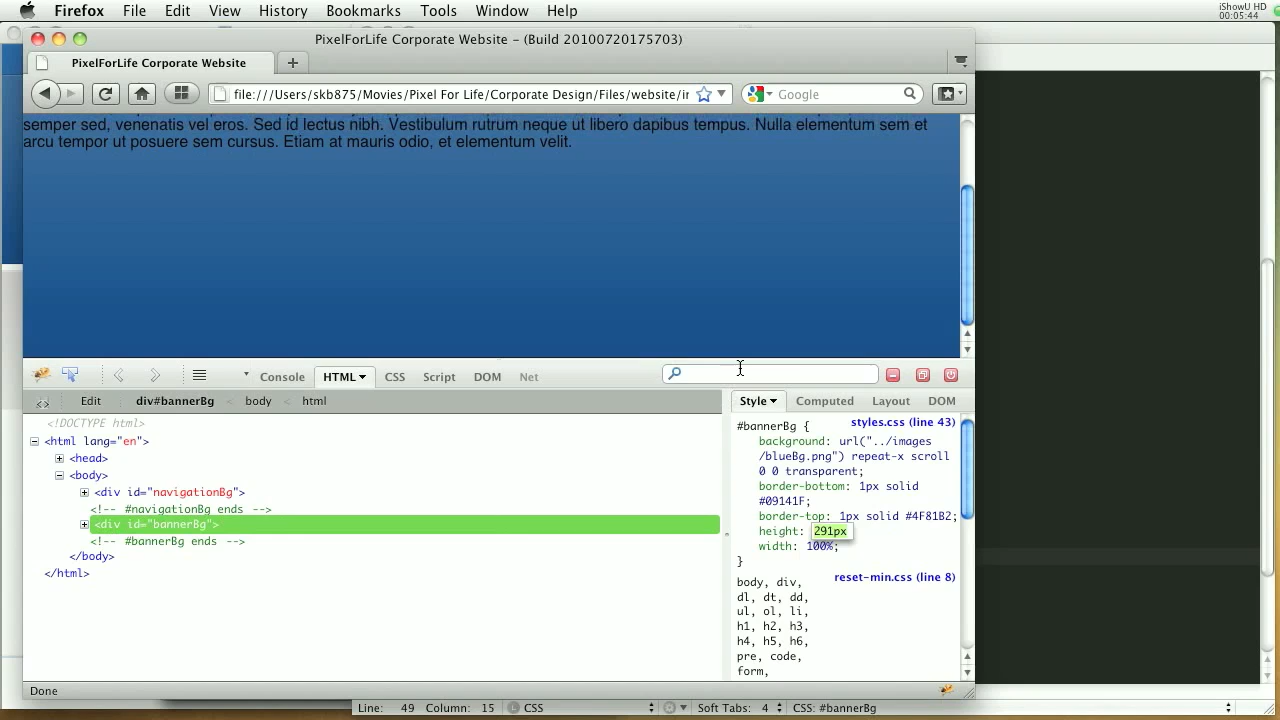 Firefox File Edit View History Bookmarks Tools Window Help
iShowU HD
00:05:44
PixelForLife Corporate Website - (Build 20100720175703)
PixelForLife Corporate Website
file:///Users/skb875/Movies/Pixel For Life/Corporate Design/Files/website/ir
Google
semper sed, venenatis vel eros. Sed id lectus nibh. Vestibulum rutrum neque ut libero dapibus tempus. Nulla elementum sem et
arcu tempor ut posuere sem cursus. Etiam at mauris odio, et elementum velit.
Console HTML CSS Script DOM Net
Edit div#bannerBg < body < html
Style Computed Layout DOM
<!DOCTYPE html>
<html lang="en">
<head>
<body>
<div id="navigationBg">
<!-- #navigationBg ends -->
<div id="bannerBg">
<!-- #bannerBg ends -->
</body>
</html>
styles.css (line 43)
#bannerBg {
background: url("../images
/blueBg.png") repeat-x scroll
0 0 transparent;
border-bottom: 1px solid
#09141F;
border-top: 1px solid #4F81B2;
height: 291px
width: 100%;
}
reset-min.css (line 8)
body, div,
dl, dt, dd,
ul, ol, li,
h1, h2, h3,
h4, h5, h6,
pre, code,
form,
Done
Line: 49 Column: 15 CSS Soft Tabs: 4 CSS: #bannerBg